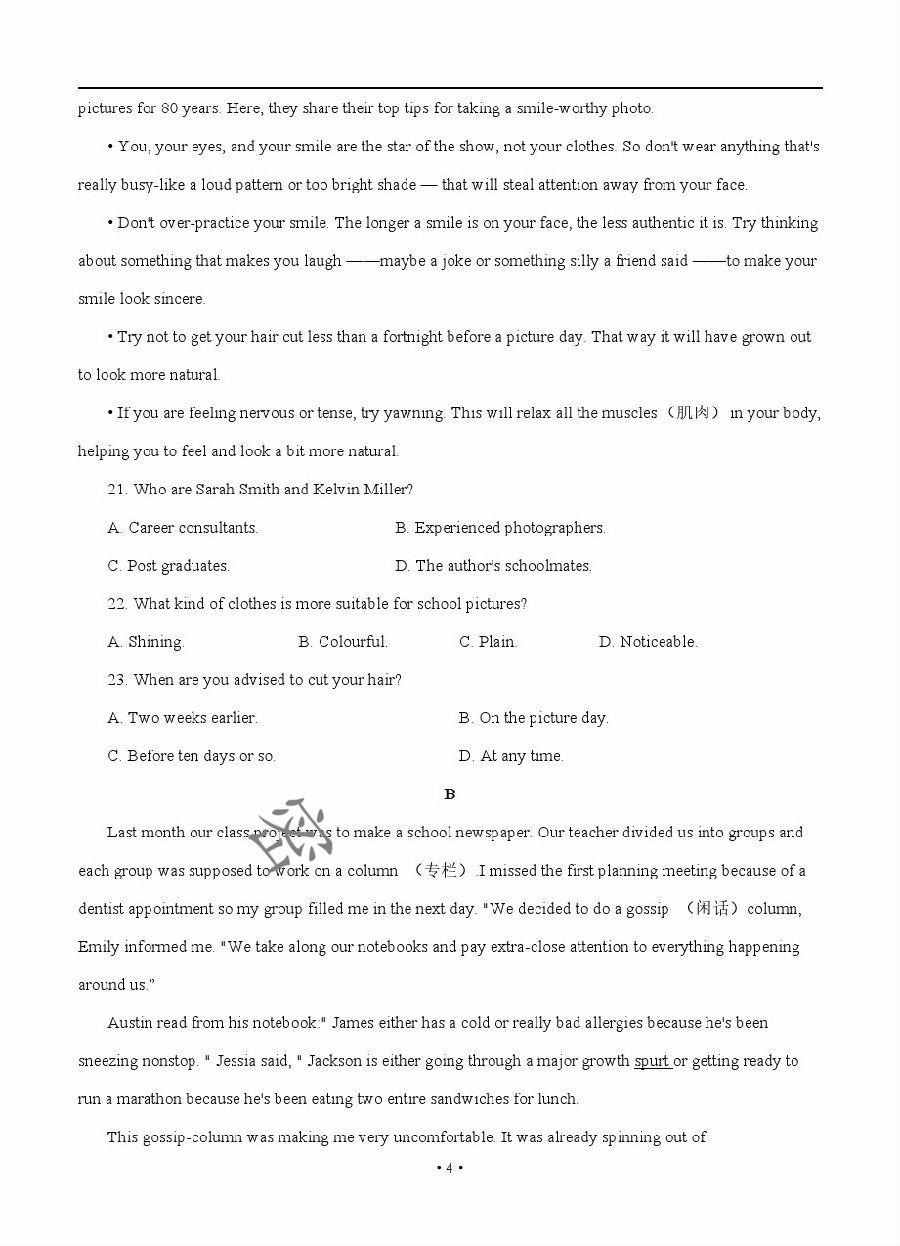 pictures for 80 years. Here, they share their top tips for taking a smile-worthy photo.
• You, your eyes, and your smile are the star of the show, not your clothes. So don't wear anything that's
really busy-like a loud pattern or too bright shade — that will steal attention away from your face.
• Don't over-practice your smile. The longer a smile is on your face, the less authentic it is. Try thinking
about something that makes you laugh ——maybe a joke or something silly a friend said ——to make your
smile look sincere.
• Try not to get your hair cut less than a fortnight before a picture day. That way it will have grown out
to look more natural.
• If you are feeling nervous or tense, try yawning. This will relax all the muscles（肌肉） in your body,
helping you to feel and look a bit more natural.
21. Who are Sarah Smith and Kelvin Miller?
A. Career consultants. B. Experienced photographers.
C. Post graduates. D. The author's schoolmates.
22. What kind of clothes is more suitable for school pictures?
A. Shining. B. Colourful. C. Plain. D. Noticeable.
23. When are you advised to cut your hair?
A. Two weeks earlier. B. On the picture day.
C. Before ten days or so. D. At any time.
B
Last month our class project was to make a school newspaper. Our teacher divided us into groups and
each group was supposed to work on a column （专栏）.I missed the first planning meeting because of a
dentist appointment so my group filled me in the next day. "We decided to do a gossip （闲话）column,
Emily informed me. "We take along our notebooks and pay extra-close attention to everything happening
around us."
Austin read from his notebook:" James either has a cold or really bad allergies because he's been
sneezing nonstop. " Jessia said, " Jackson is either going through a major growth spurt or getting ready to
run a marathon because he's been eating two entire sandwiches for lunch.
This gossip-column was making me very uncomfortable. It was already spinning out of
• 4 •